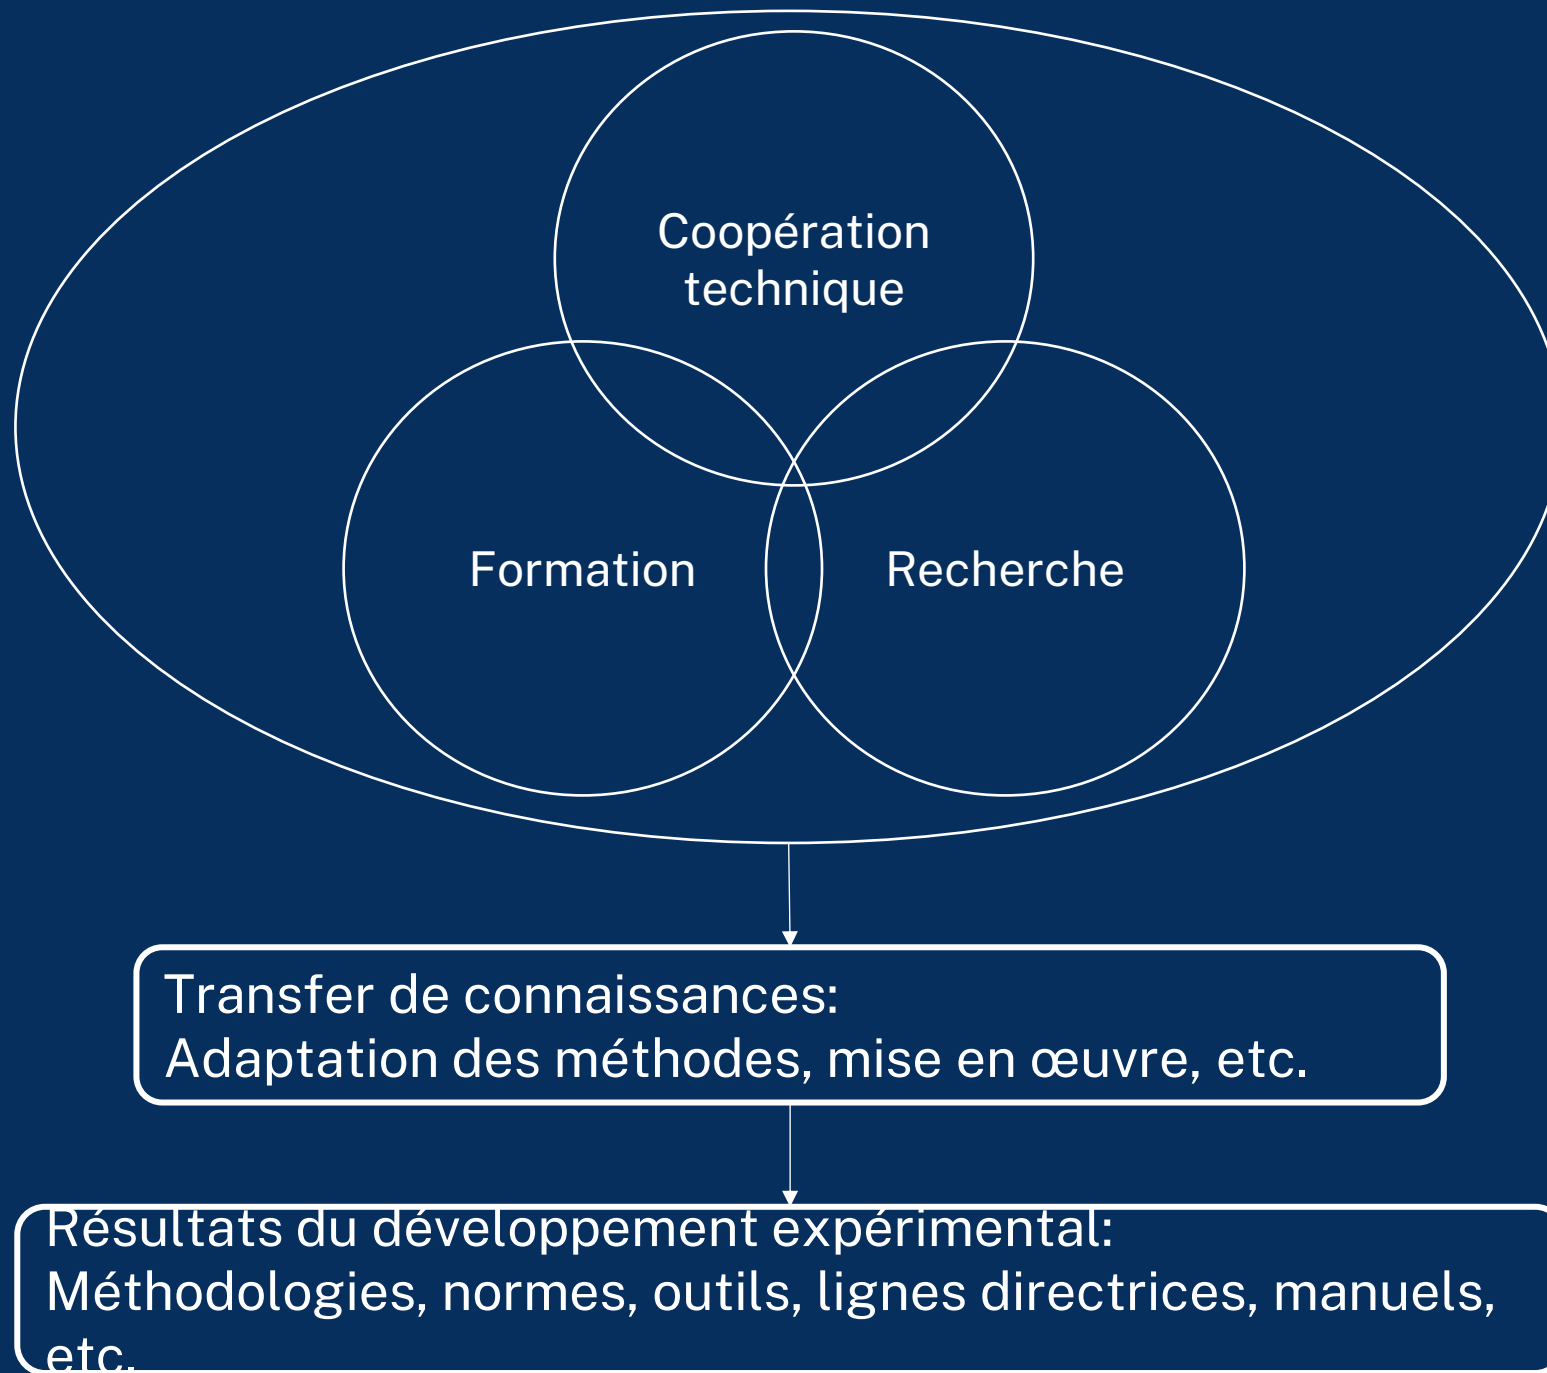 Coopération
technique
Formation
Recherche
Transfer de connaissances:
Adaptation des méthodes, mise en œuvre, etc.
Résultats du développement expérimental:
Méthodologies, normes, outils, lignes directrices, manuels,
etc.